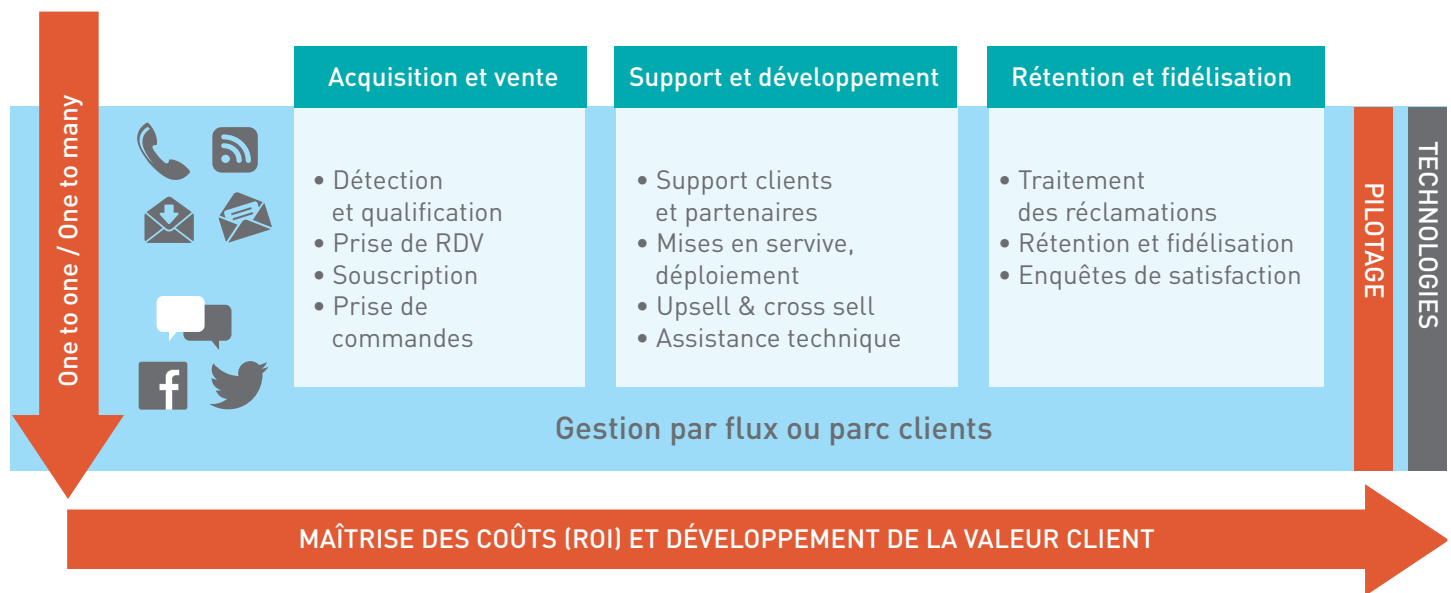 One to one / One to many
Acquisition et vente
• Détection
et qualification
• Prise de RDV
• Souscription
• Prise de
commandes
Support et développement
• Support clients
et partenaires
• Mises en servive,
déploiement
• Upsell & cross sell
• Assistance technique
Rétention et fidélisation
• Traitement
des réclamations
• Rétention et fidélisation
• Enquêtes de satisfaction
PILOTAGE
TECHNOLOGIES
Gestion par flux ou parc clients
MAÎTRISE DES COÛTS (ROI) ET DÉVELOPPEMENT DE LA VALEUR CLIENT